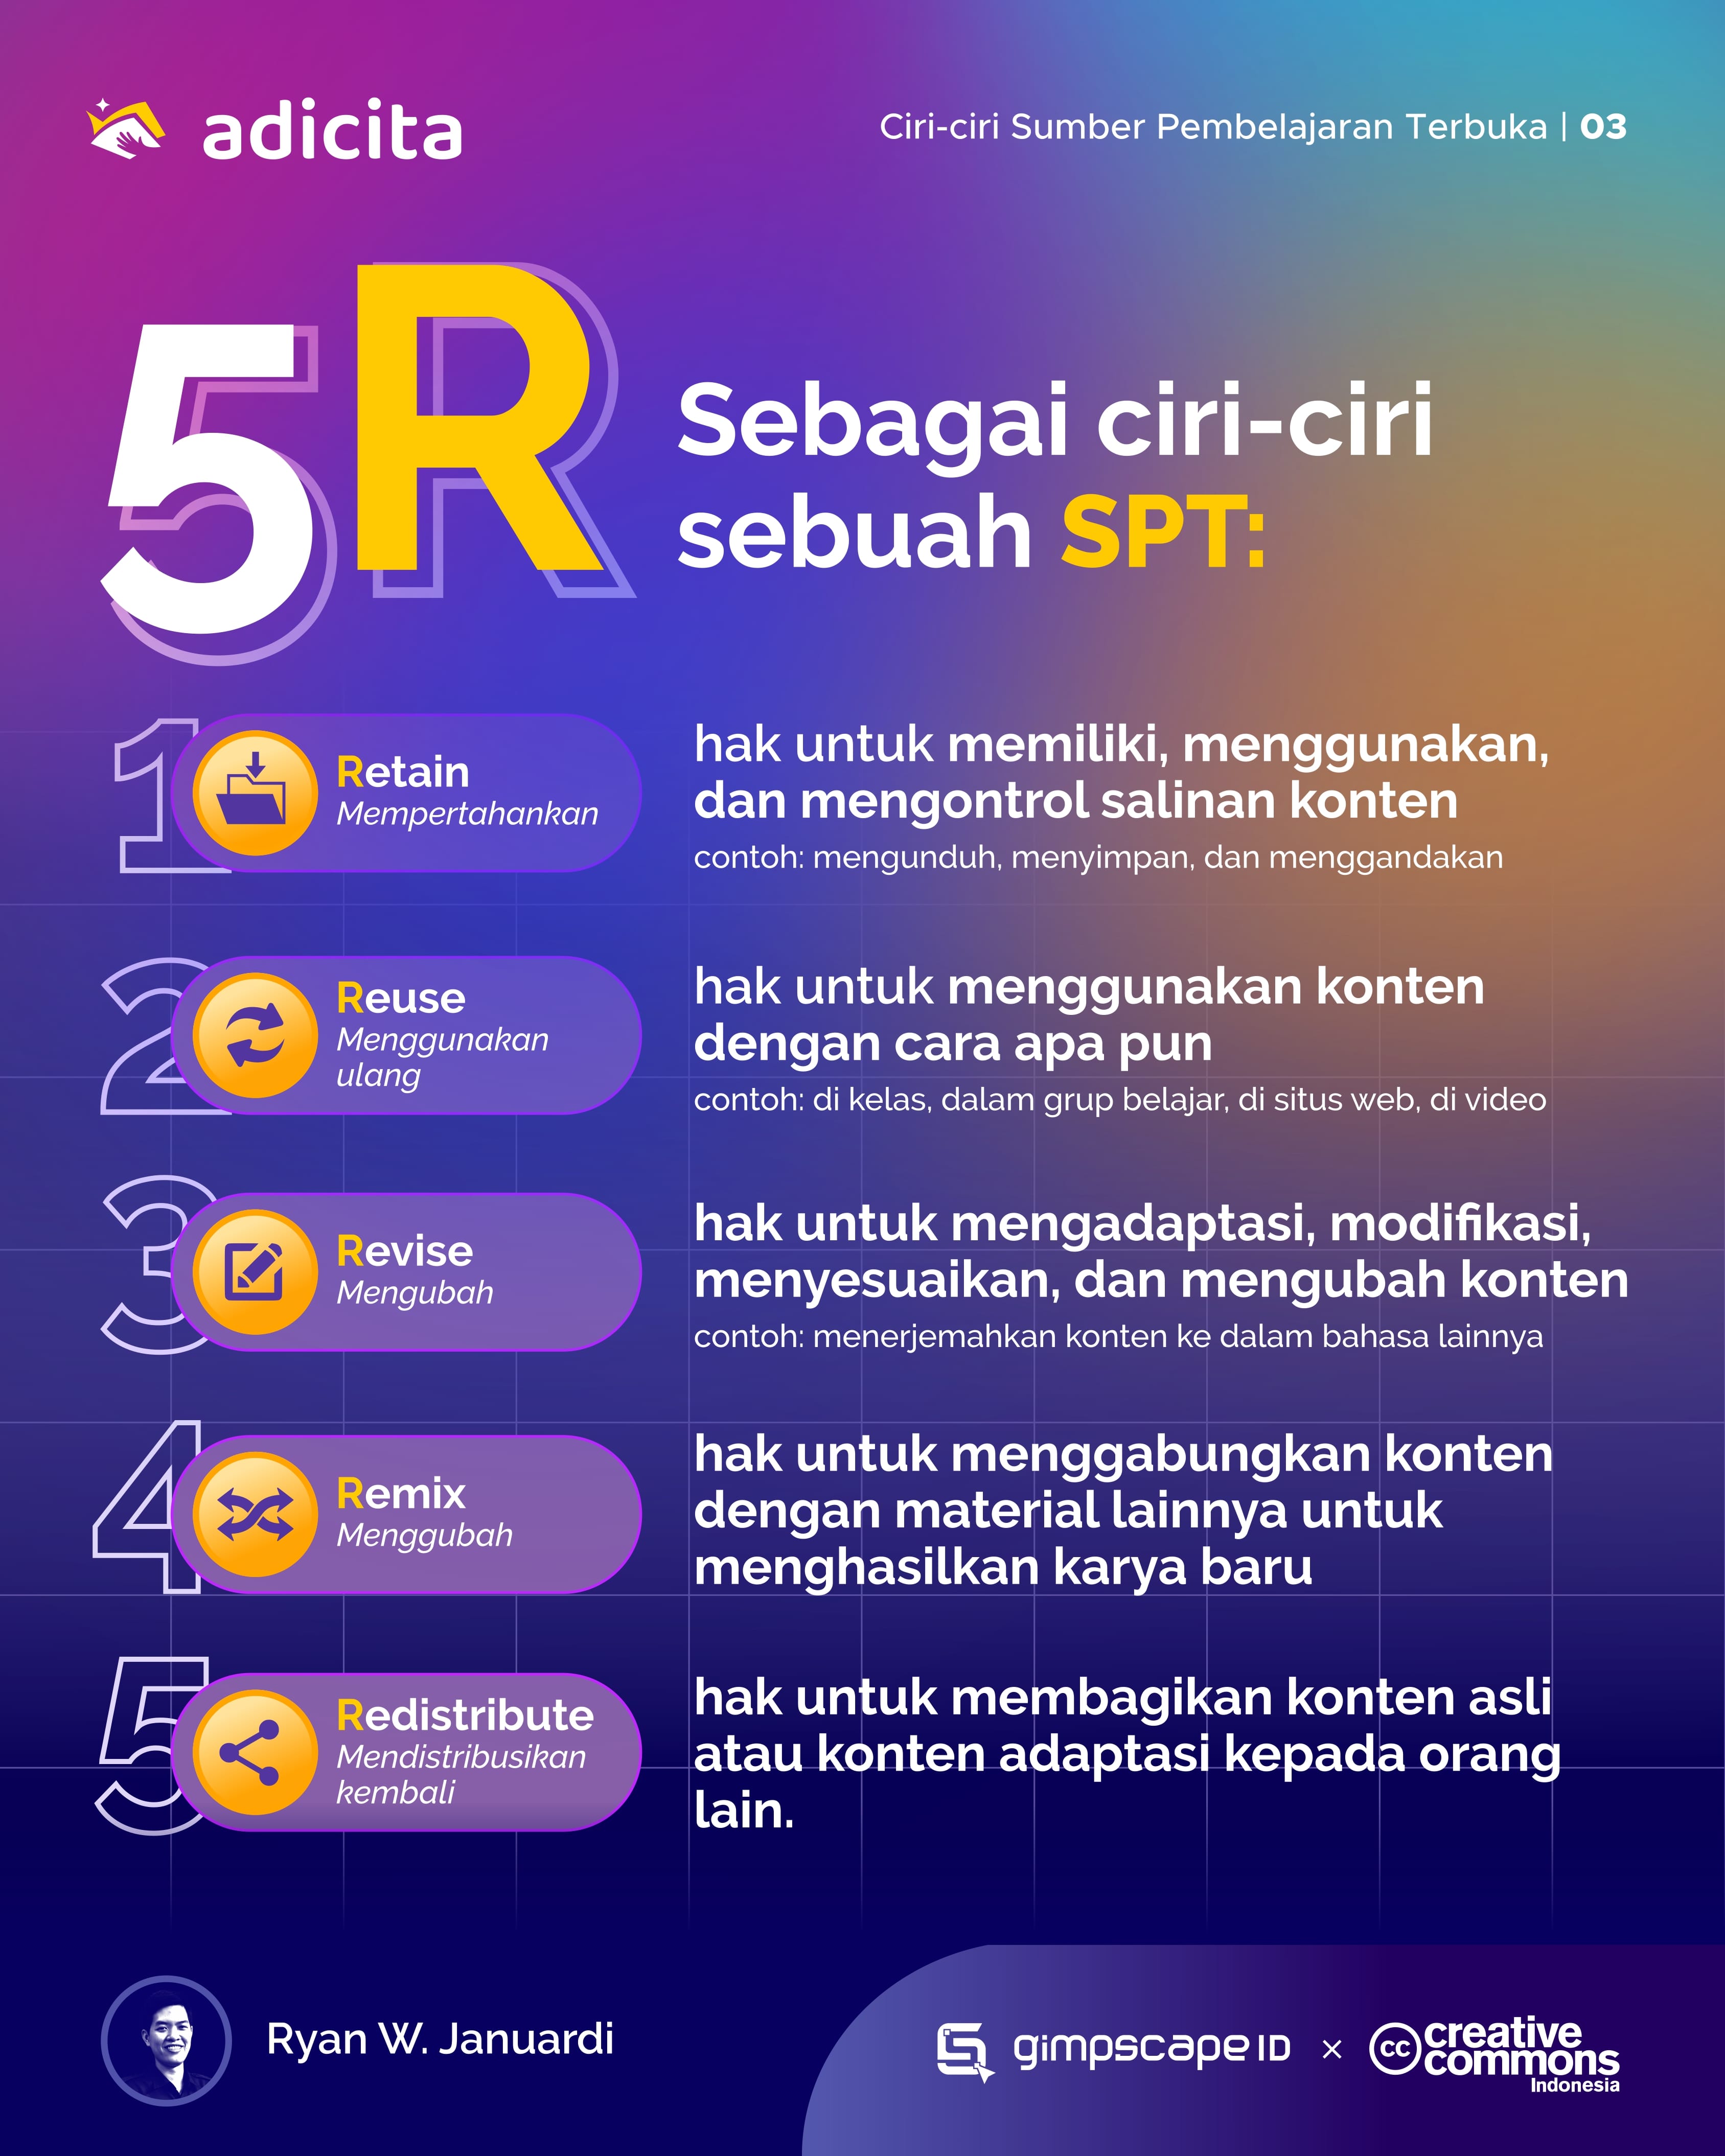 adicita
Ciri-ciri Sumber Pembelajaran Terbuka | 03
5R
Sebagai ciri-ciri
sebuah SPT:
1
Retain
Mempertahankan
hak untuk memiliki, menggunakan,
dan mengontrol salinan konten
contoh: mengunduh, menyimpan, dan menggandakan
2
Reuse
Menggunakan
ulang
hak untuk menggunakan konten
dengan cara apa pun
contoh: di kelas, dalam grup belajar, di situs web, di video
3
Revise
Mengubah
hak untuk mengadaptasi, modifikasi,
menyesuaikan, dan mengubah konten
contoh: menerjemahkan konten ke dalam bahasa lainnya
4
Remix
Menggubah
hak untuk menggabungkan konten
dengan material lainnya untuk
menghasilkan karya baru
5
Redistribute
Mendistribusikan
kembali
hak untuk membagikan konten asli
atau konten adaptasi kepada orang
lain.
Ryan W. Januardi
gimpscape ID
×
cc creative
commons
Indonesia